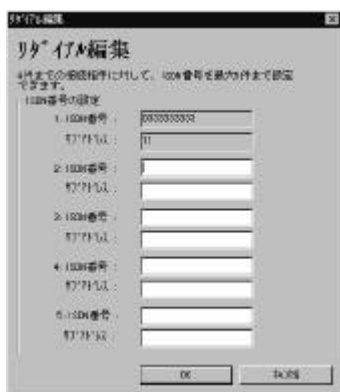 ﾘﾀﾞｲｱﾙ編集
ﾘﾀﾞｲｱﾙ編集
4件までの接続相手に対して、ISDN番号を最大5件まで設定
できます。
ISDN番号の設定
1: ISDN番号 :
ｻﾌﾞｱﾄﾞﾚｽ :
11
2: ISDN番号 :
ｻﾌﾞｱﾄﾞﾚｽ :
3: ISDN番号 :
ｻﾌﾞｱﾄﾞﾚｽ :
4: ISDN番号 :
ｻﾌﾞｱﾄﾞﾚｽ :
5: ISDN番号 :
ｻﾌﾞｱﾄﾞﾚｽ :
OK ｷｬﾝｾﾙ